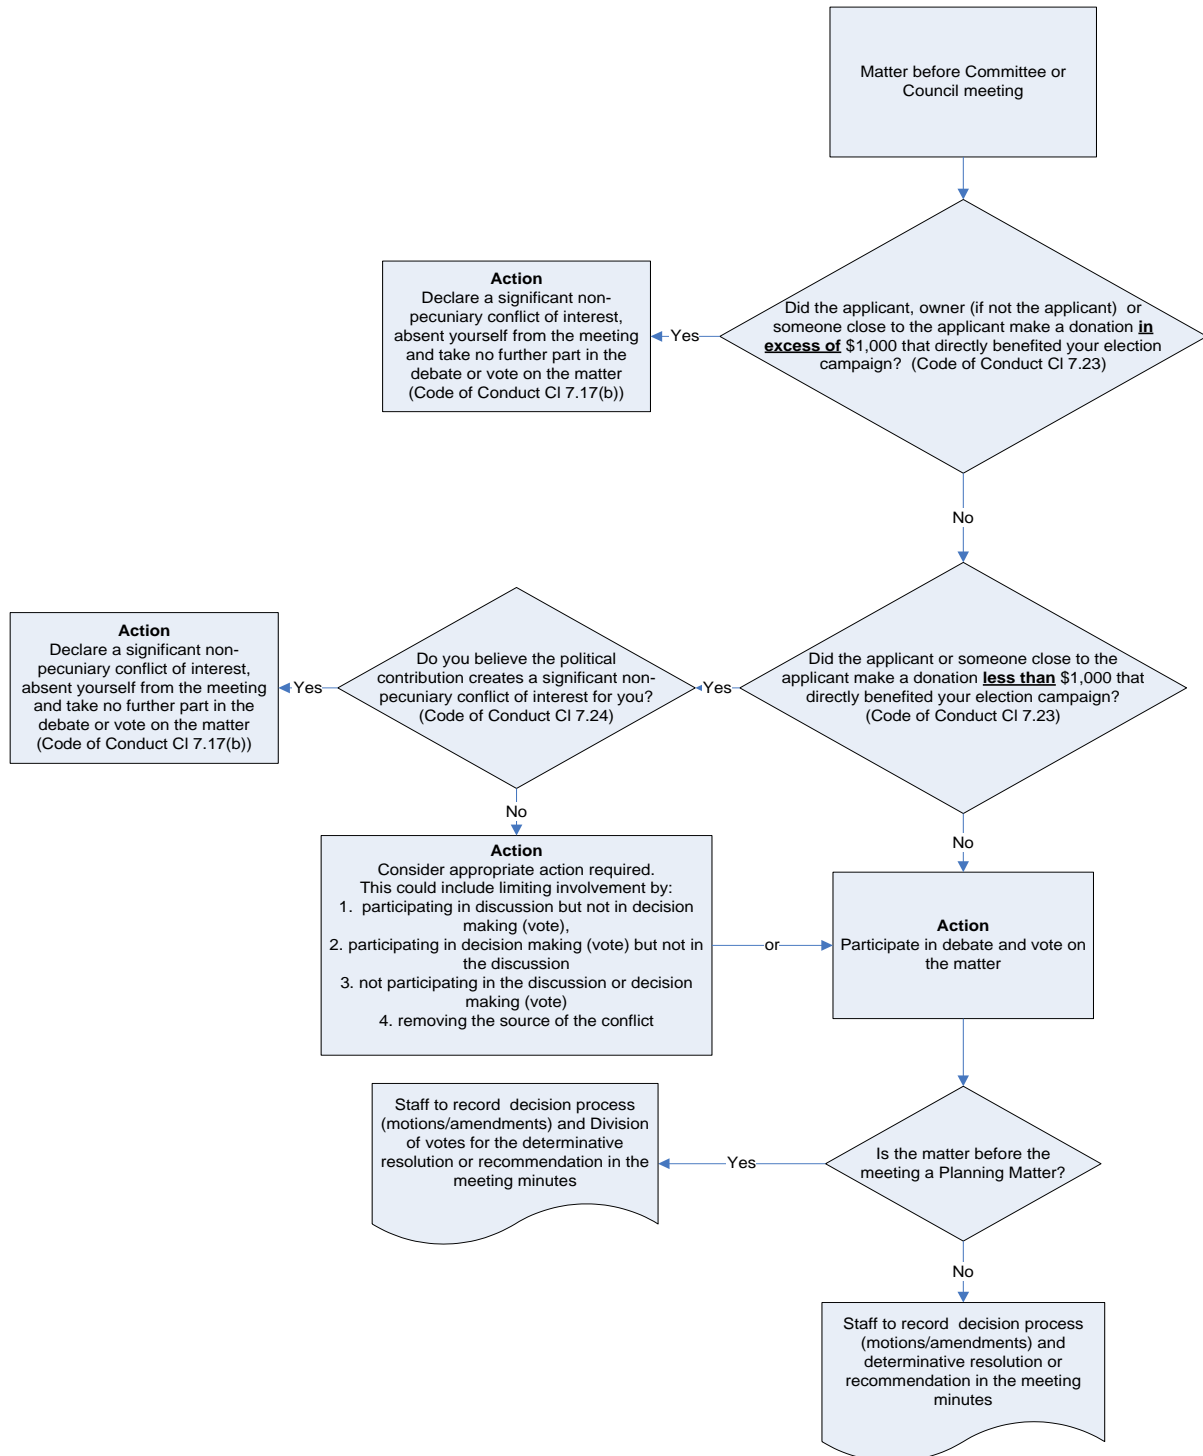 Matter before Committee or
Council meeting
Did the applicant, owner (if not the applicant)  or
someone close to the applicant make a donation in
excess of $1,000 that directly benefited your election
campaign?  (Code of Conduct Cl 7.23)
Yes
Action
Declare a significant non-
pecuniary conflict of interest,
absent yourself from the meeting
and take no further part in the
debate or vote on the matter
(Code of Conduct Cl 7.17(b))
No
Did the applicant or someone close to the
applicant make a donation less than $1,000 that
directly benefited your election campaign?
(Code of Conduct Cl 7.23)
Yes
Do you believe the political
contribution creates a significant non-
pecuniary conflict of interest for you?
(Code of Conduct Cl 7.24)
Yes
Action
Declare a significant non-
pecuniary conflict of interest,
absent yourself from the meeting
and take no further part in the
debate or vote on the matter
(Code of Conduct Cl 7.17(b))
No
Action
Consider appropriate action required.
This could include limiting involvement by:
1.  participating in discussion but not in decision
making (vote),
2. participating in decision making (vote) but not in
the discussion
3. not participating in the discussion or decision
making (vote)
4. removing the source of the conflict
or
No
Action
Participate in debate and vote on
the matter
Is the matter before the
meeting a Planning Matter?
Yes
Staff to record  decision process
(motions/amendments) and Division
of votes for the determinative
resolution or recommendation in the
meeting minutes
No
Staff to record  decision process
(motions/amendments) and
determinative resolution or
recommendation in the meeting
minutes